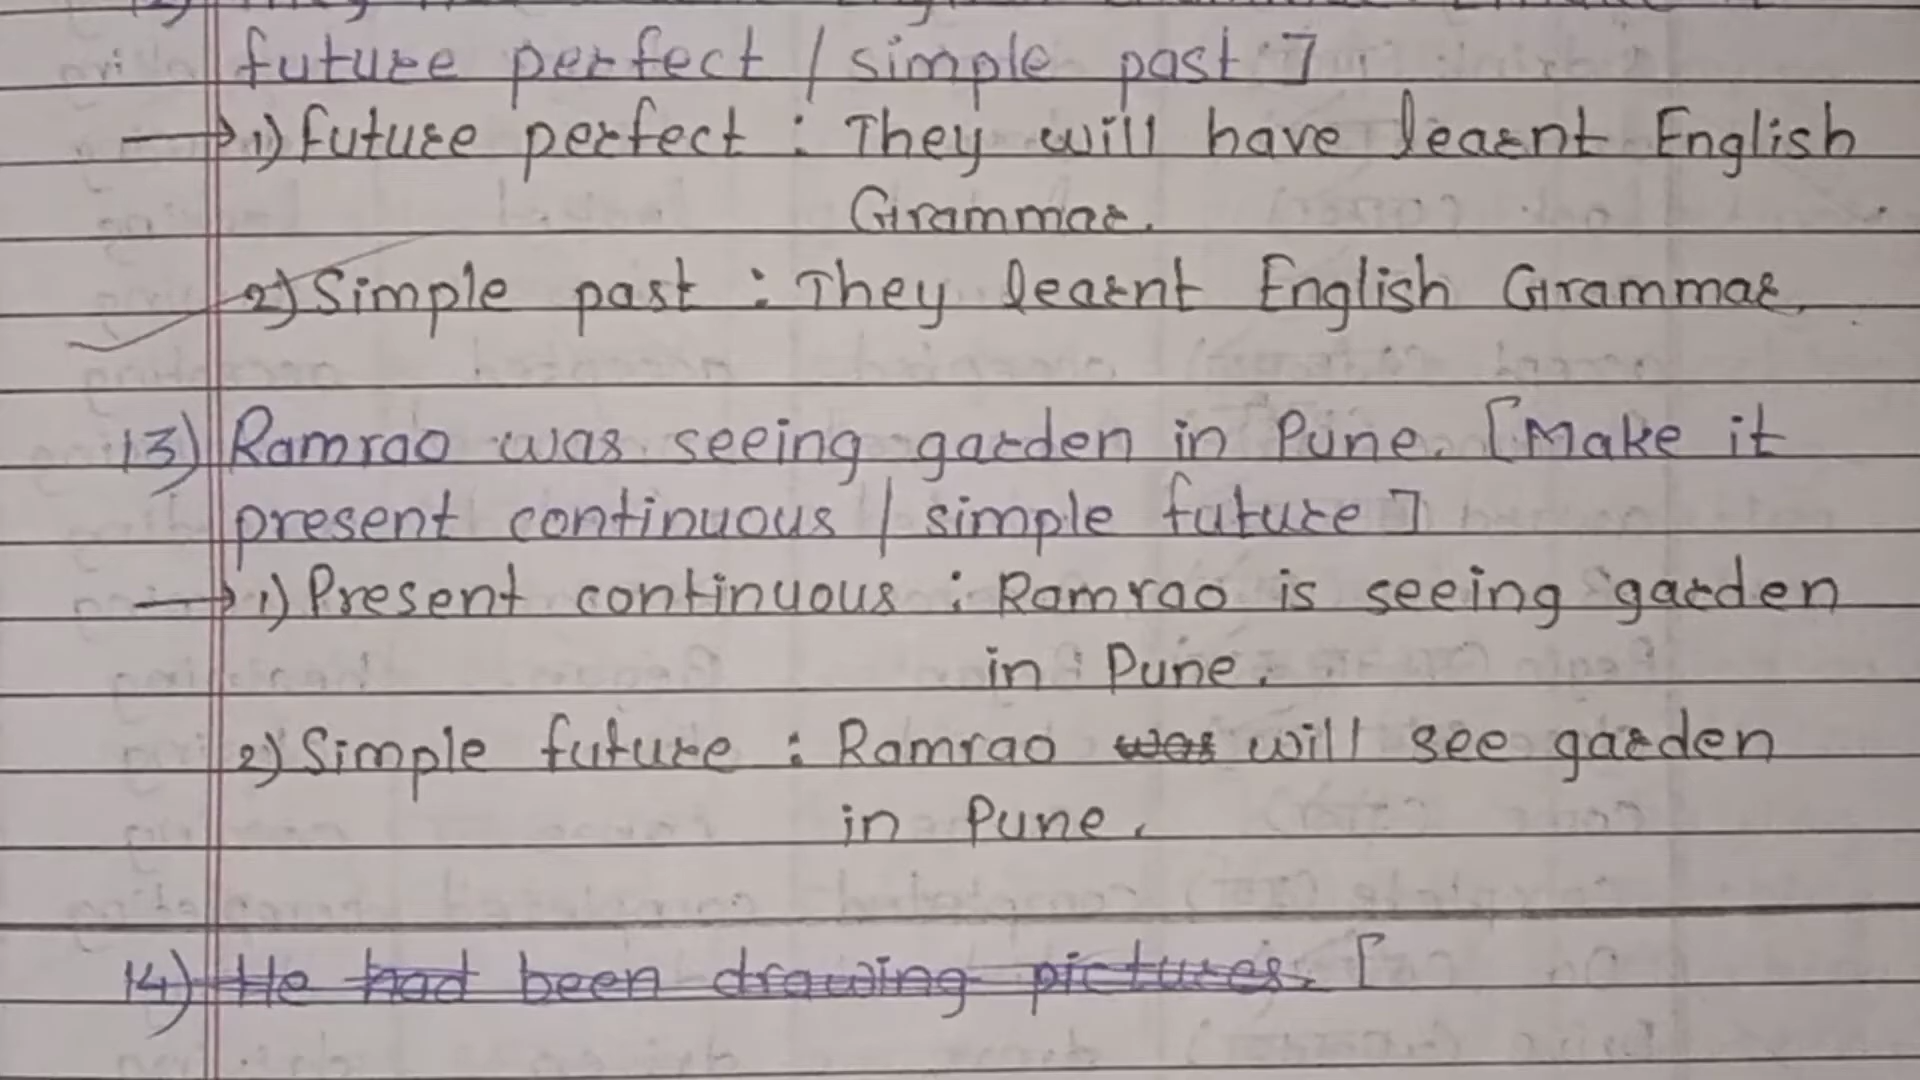 future perfect / simple past ]
→ 1) Future perfect : They will have learnt English
Grammar.
2) Simple past : They learnt English Grammar.
13) Ramrao was seeing garden in Pune. [Make it
present continuous / simple future ]
→ 1) Present continuous : Ramrao is seeing garden
in Pune.
2) Simple future : Ramrao was will see garden
in Pune.
14) He had been drawing pictures. [